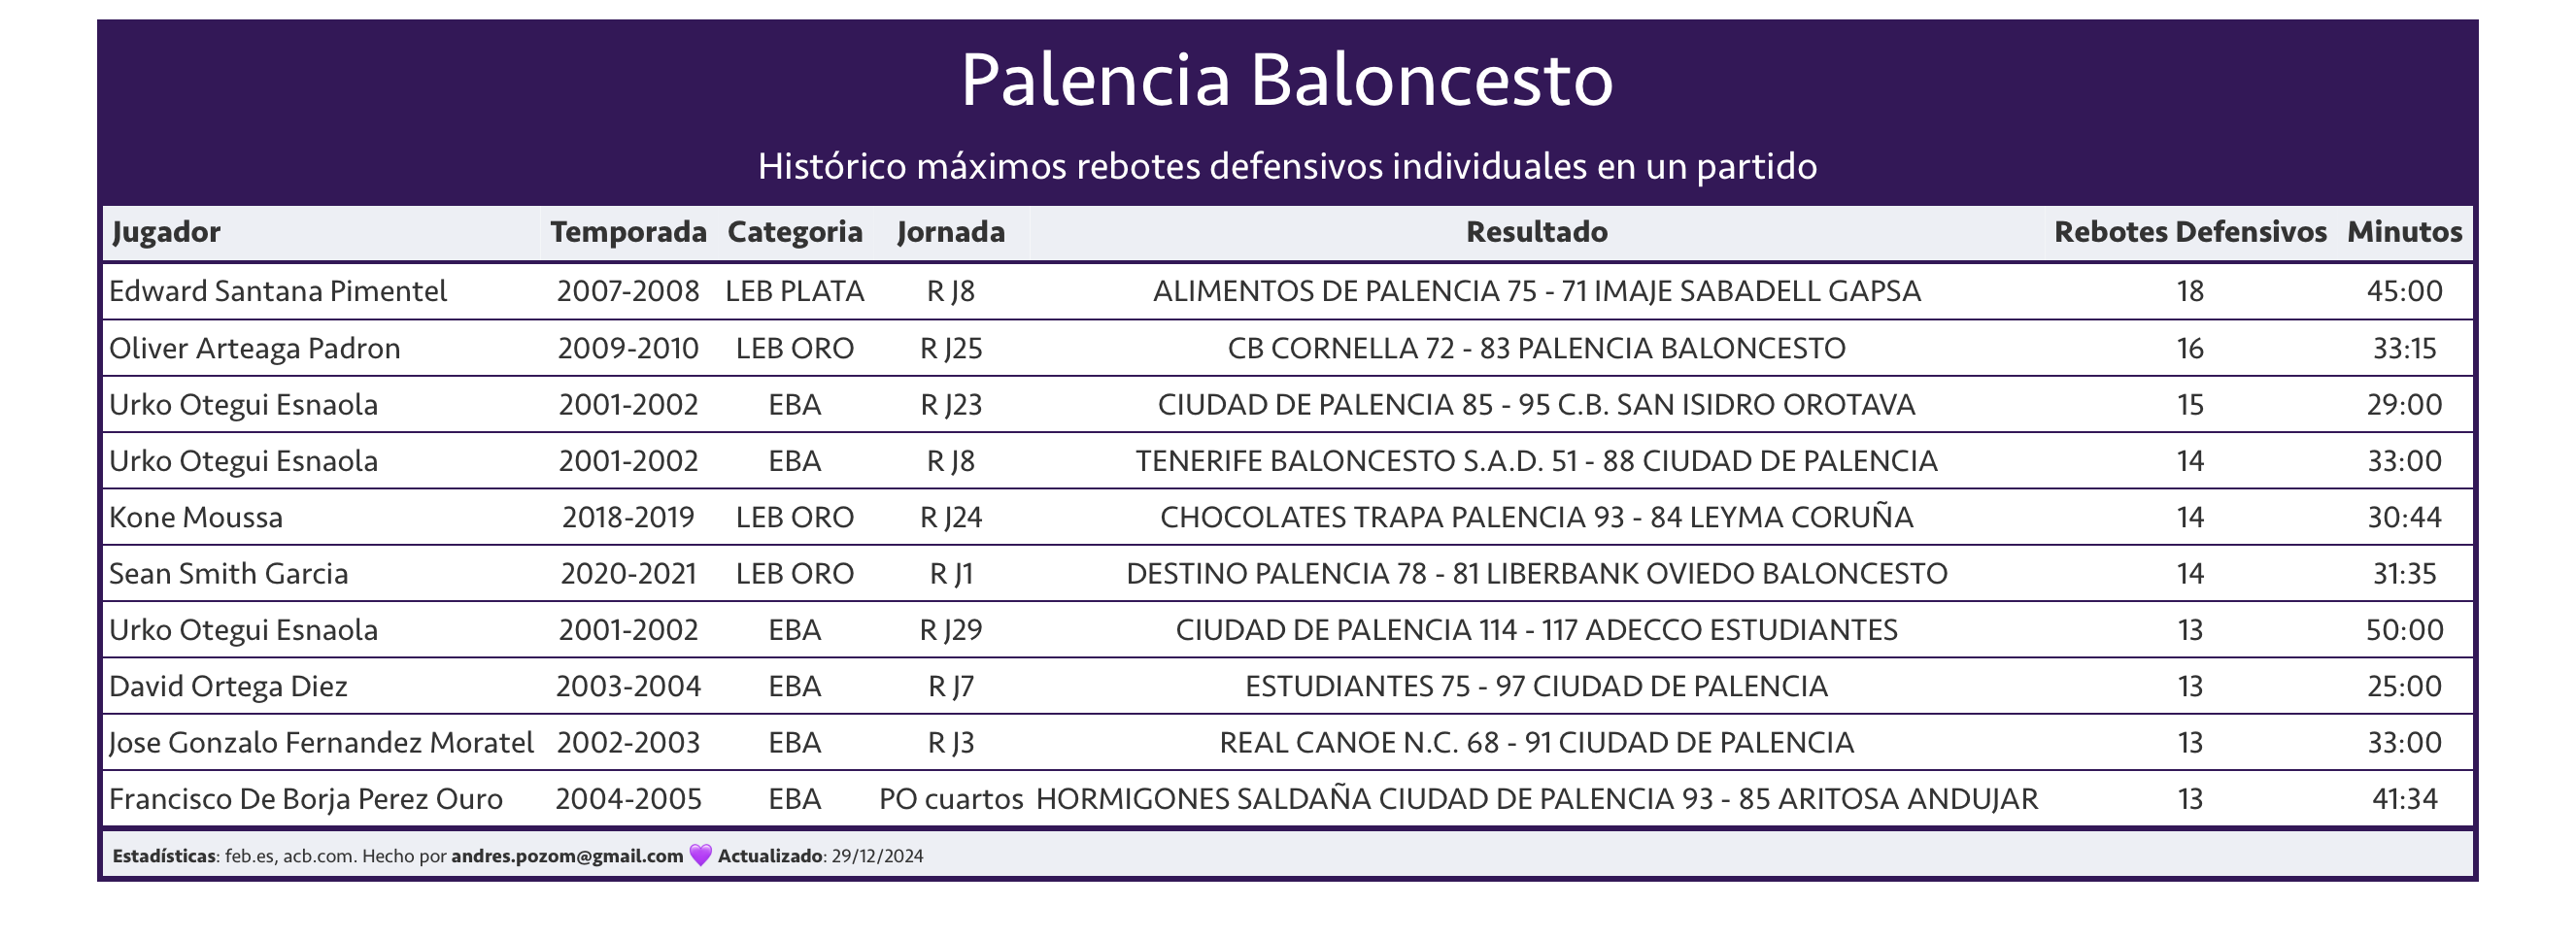 Palencia Baloncesto
Histórico máximos rebotes defensivos individuales en un partido
Jugador Temporada Categoria Jornada Resultado Rebotes Defensivos Minutos
Edward Santana Pimentel 2007-2008 LEB PLATA R J8 ALIMENTOS DE PALENCIA 75 - 71 IMAJE SABADELL GAPSA 18 45:00
Oliver Arteaga Padron 2009-2010 LEB ORO R J25 CB CORNELLA 72 - 83 PALENCIA BALONCESTO 16 33:15
Urko Otegui Esnaola 2001-2002 EBA R J23 CIUDAD DE PALENCIA 85 - 95 C.B. SAN ISIDRO OROTAVA 15 29:00
Urko Otegui Esnaola 2001-2002 EBA R J8 TENERIFE BALONCESTO S.A.D. 51 - 88 CIUDAD DE PALENCIA 14 33:00
Kone Moussa 2018-2019 LEB ORO R J24 CHOCOLATES TRAPA PALENCIA 93 - 84 LEYMA CORUÑA 14 30:44
Sean Smith Garcia 2020-2021 LEB ORO R J1 DESTINO PALENCIA 78 - 81 LIBERBANK OVIEDO BALONCESTO 14 31:35
Urko Otegui Esnaola 2001-2002 EBA R J29 CIUDAD DE PALENCIA 114 - 117 ADECCO ESTUDIANTES 13 50:00
David Ortega Diez 2003-2004 EBA R J7 ESTUDIANTES 75 - 97 CIUDAD DE PALENCIA 13 25:00
Jose Gonzalo Fernandez Moratel 2002-2003 EBA R J3 REAL CANOE N.C. 68 - 91 CIUDAD DE PALENCIA 13 33:00
Francisco De Borja Perez Ouro 2004-2005 EBA PO cuartos HORMIGONES SALDAÑA CIUDAD DE PALENCIA 93 - 85 ARITOSA ANDUJAR 13 41:34
Estadísticas: feb.es, acb.com. Hecho por andres.pozom@gmail.com 💜 Actualizado: 29/12/2024